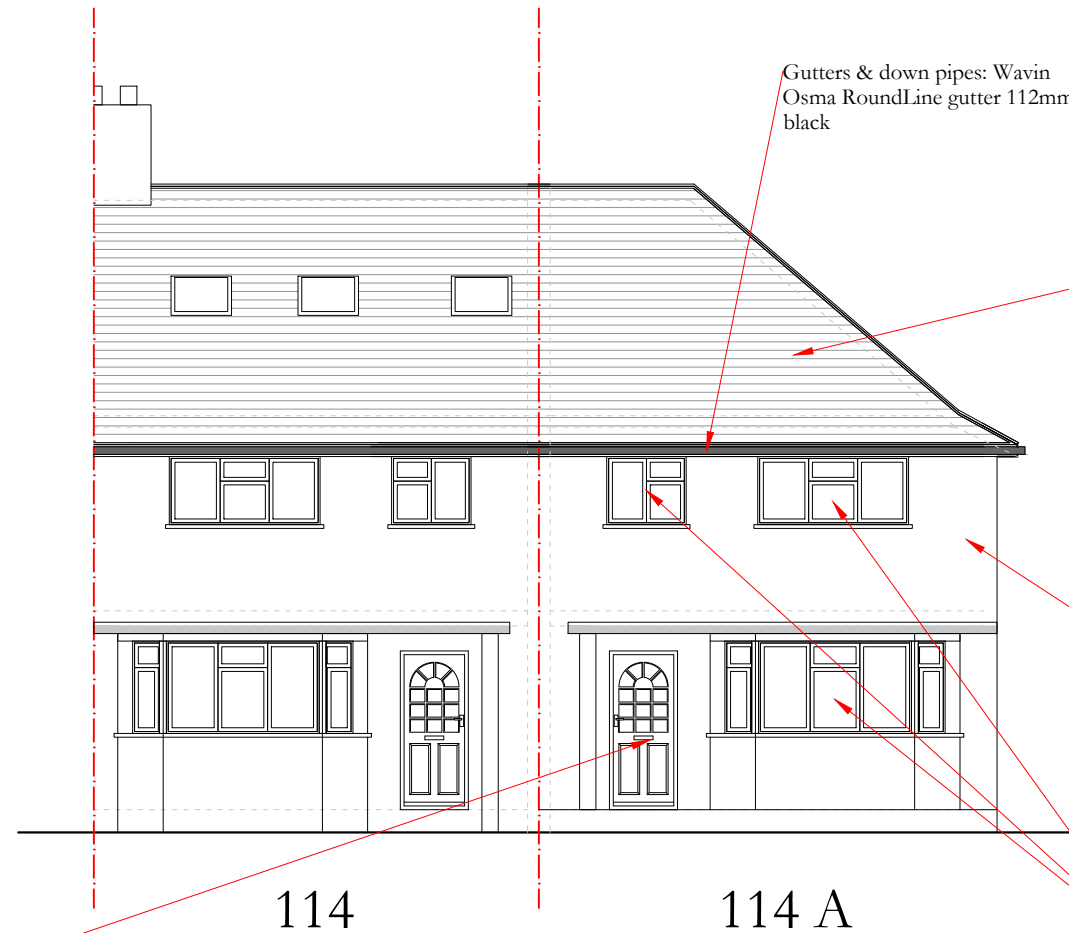 Gutters & down pipes: Wavin
Osma RoundLine gutter 112mm
black
114
114 A